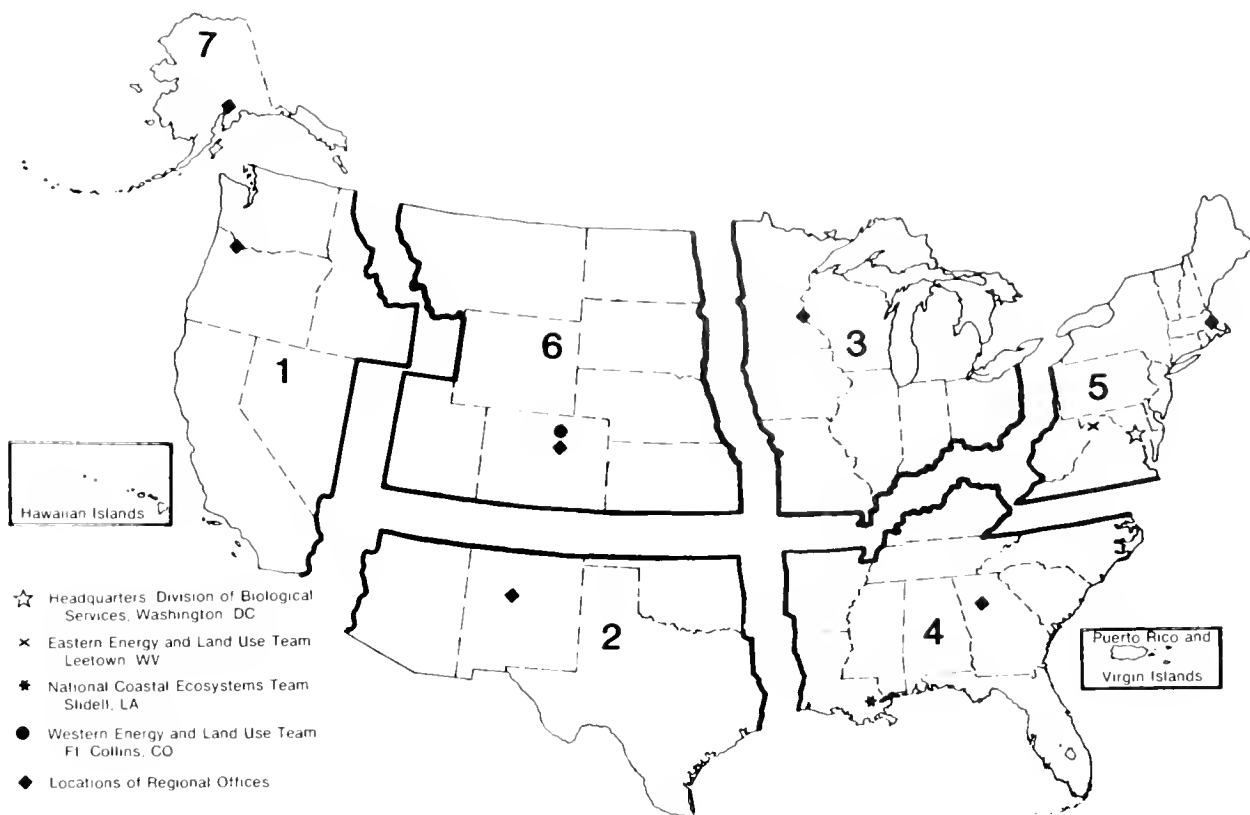 7
6
3
1
5
Hawaiian Islands
2
4
Puerto Rico and
Virgin Islands
Headquarters Division of Biological
Services, Washington DC
Eastern Energy and Land Use Team
Leetown WV
National Coastal Ecosystems Team
Slidell, LA
Western Energy and Land Use Team
Ft Collins, CO
Locations of Regional Offices